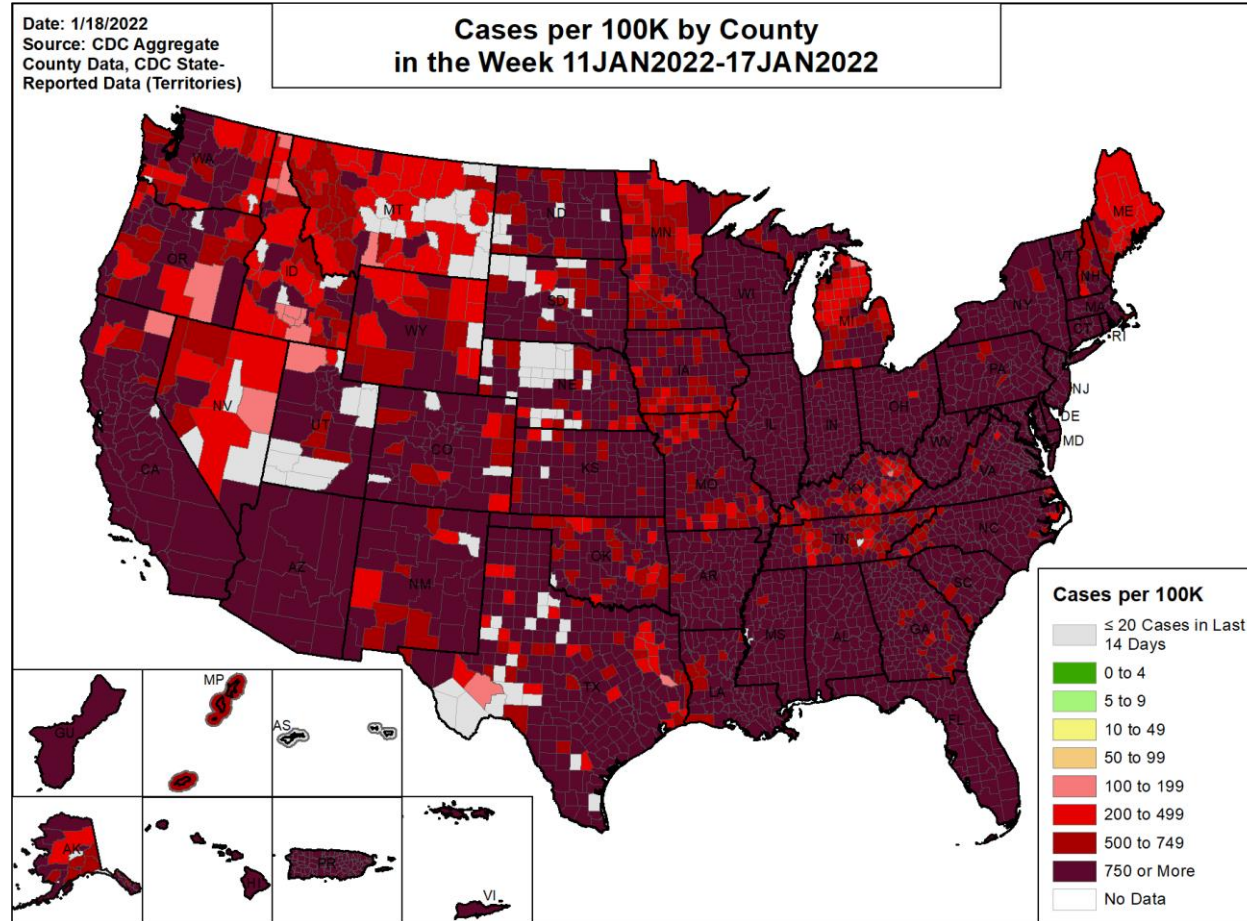 Date: 1/18/2022
Source: CDC Aggregate
County Data, CDC State-
Reported Data (Territories)
Cases per 100K by County
in the Week 11JAN2022-17JAN2022
WA
MT
ND
MN
ME
OR
ID
WY
SD
WI
MI
VT
NH
NY
MA
CT
RI
NV
UT
NE
IA
PA
NJ
DE
MD
CA
CO
KS
MO
IL
IN
OH
WV
VA
KY
AZ
NM
OK
AR
TN
NC
SC
TX
LA
MS
AL
GA
FL
GU
MP
AS
AK
HI
PR
VI
Cases per 100K
≤ 20 Cases in Last
14 Days
0 to 4
5 to 9
10 to 49
50 to 99
100 to 199
200 to 499
500 to 749
750 or More
No Data